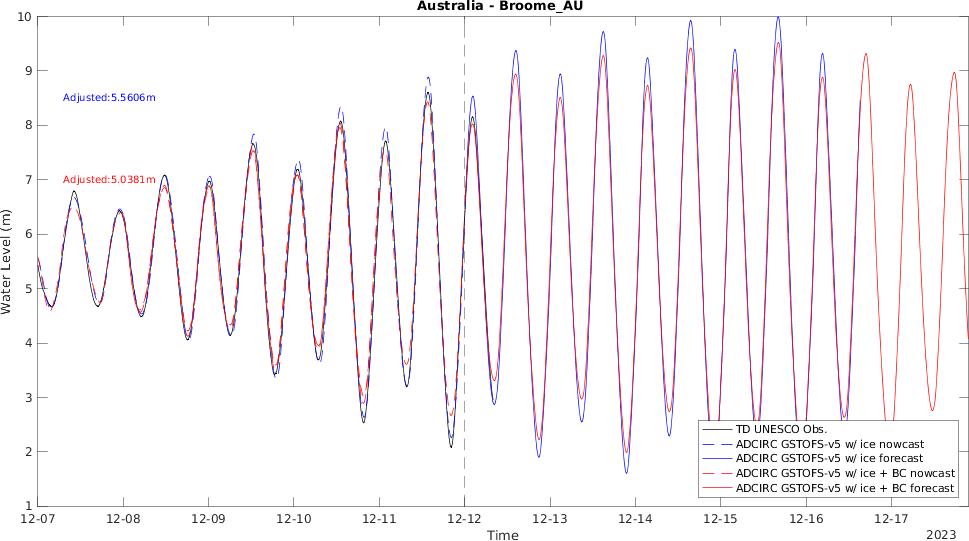 Australia - Broome_AU
10
9
8
7
6
5
4
3
2
1
Water Level (m)
Adjusted:5.5606m
Adjusted:5.0381m
TD UNESCO Obs.
ADCIRC GSTOFS-v5 w/ ice nowcast
ADCIRC GSTOFS-v5 w/ ice forecast
ADCIRC GSTOFS-v5 w/ ice + BC nowcast
ADCIRC GSTOFS-v5 w/ ice + BC forecast
12-07 12-08 12-09 12-10 12-11 12-12 12-13 12-14 12-15 12-16 12-17
Time
2023